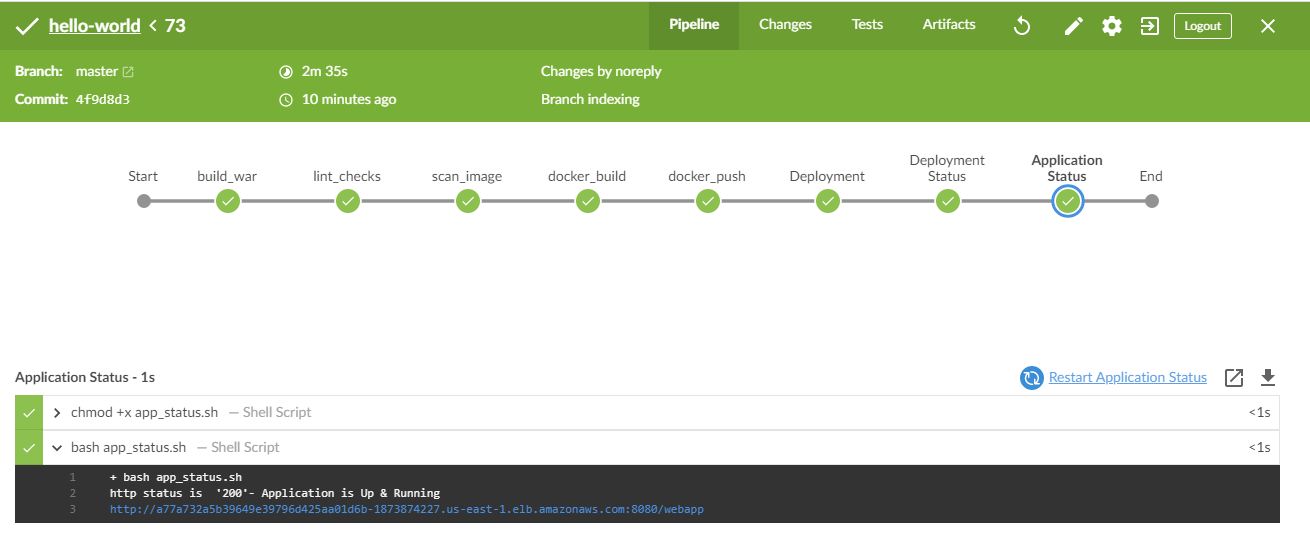 hello-world < 73 Pipeline Changes Tests Artifacts Logout
Branch: master 2m 35s Changes by noreply
Commit: 4f9d8d3 10 minutes ago Branch indexing
Start build_war lint_checks scan_image docker_build docker_push Deployment Deployment Status Application Status End
Application Status - 1s Restart Application Status
chmod +x app_status.sh — Shell Script <1s
bash app_status.sh — Shell Script <1s
1 + bash app_status.sh
2 http status is '200'- Application is Up & Running
3 http://a77a732a5b39649e39796d425aa01d6b-1873874227.us-east-1.elb.amazonaws.com:8080/webapp